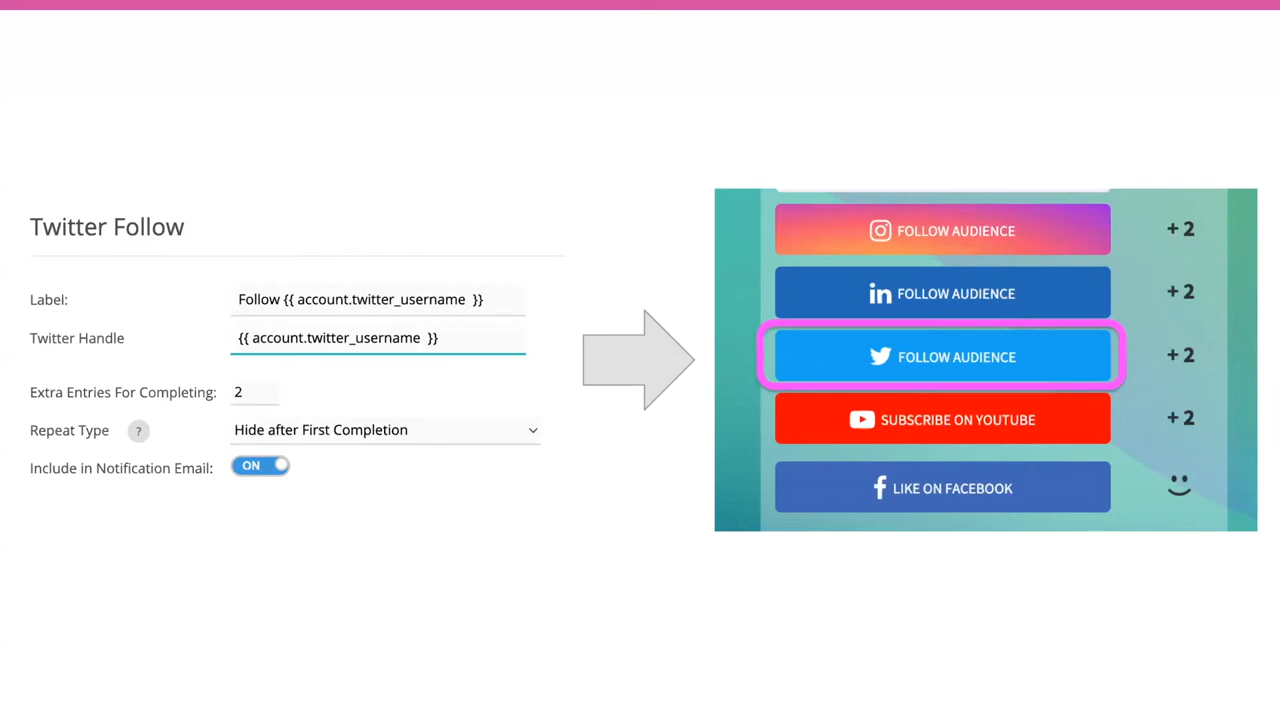 Twitter Follow
Label: Follow {{ account.twitter_username }}
Twitter Handle {{ account.twitter_username }}
Extra Entries For Completing: 2
Repeat Type ? Hide after First Completion
Include in Notification Email: ON
FOLLOW AUDIENCE + 2
in FOLLOW AUDIENCE + 2
FOLLOW AUDIENCE + 2
SUBSCRIBE ON YOUTUBE + 2
f LIKE ON FACEBOOK